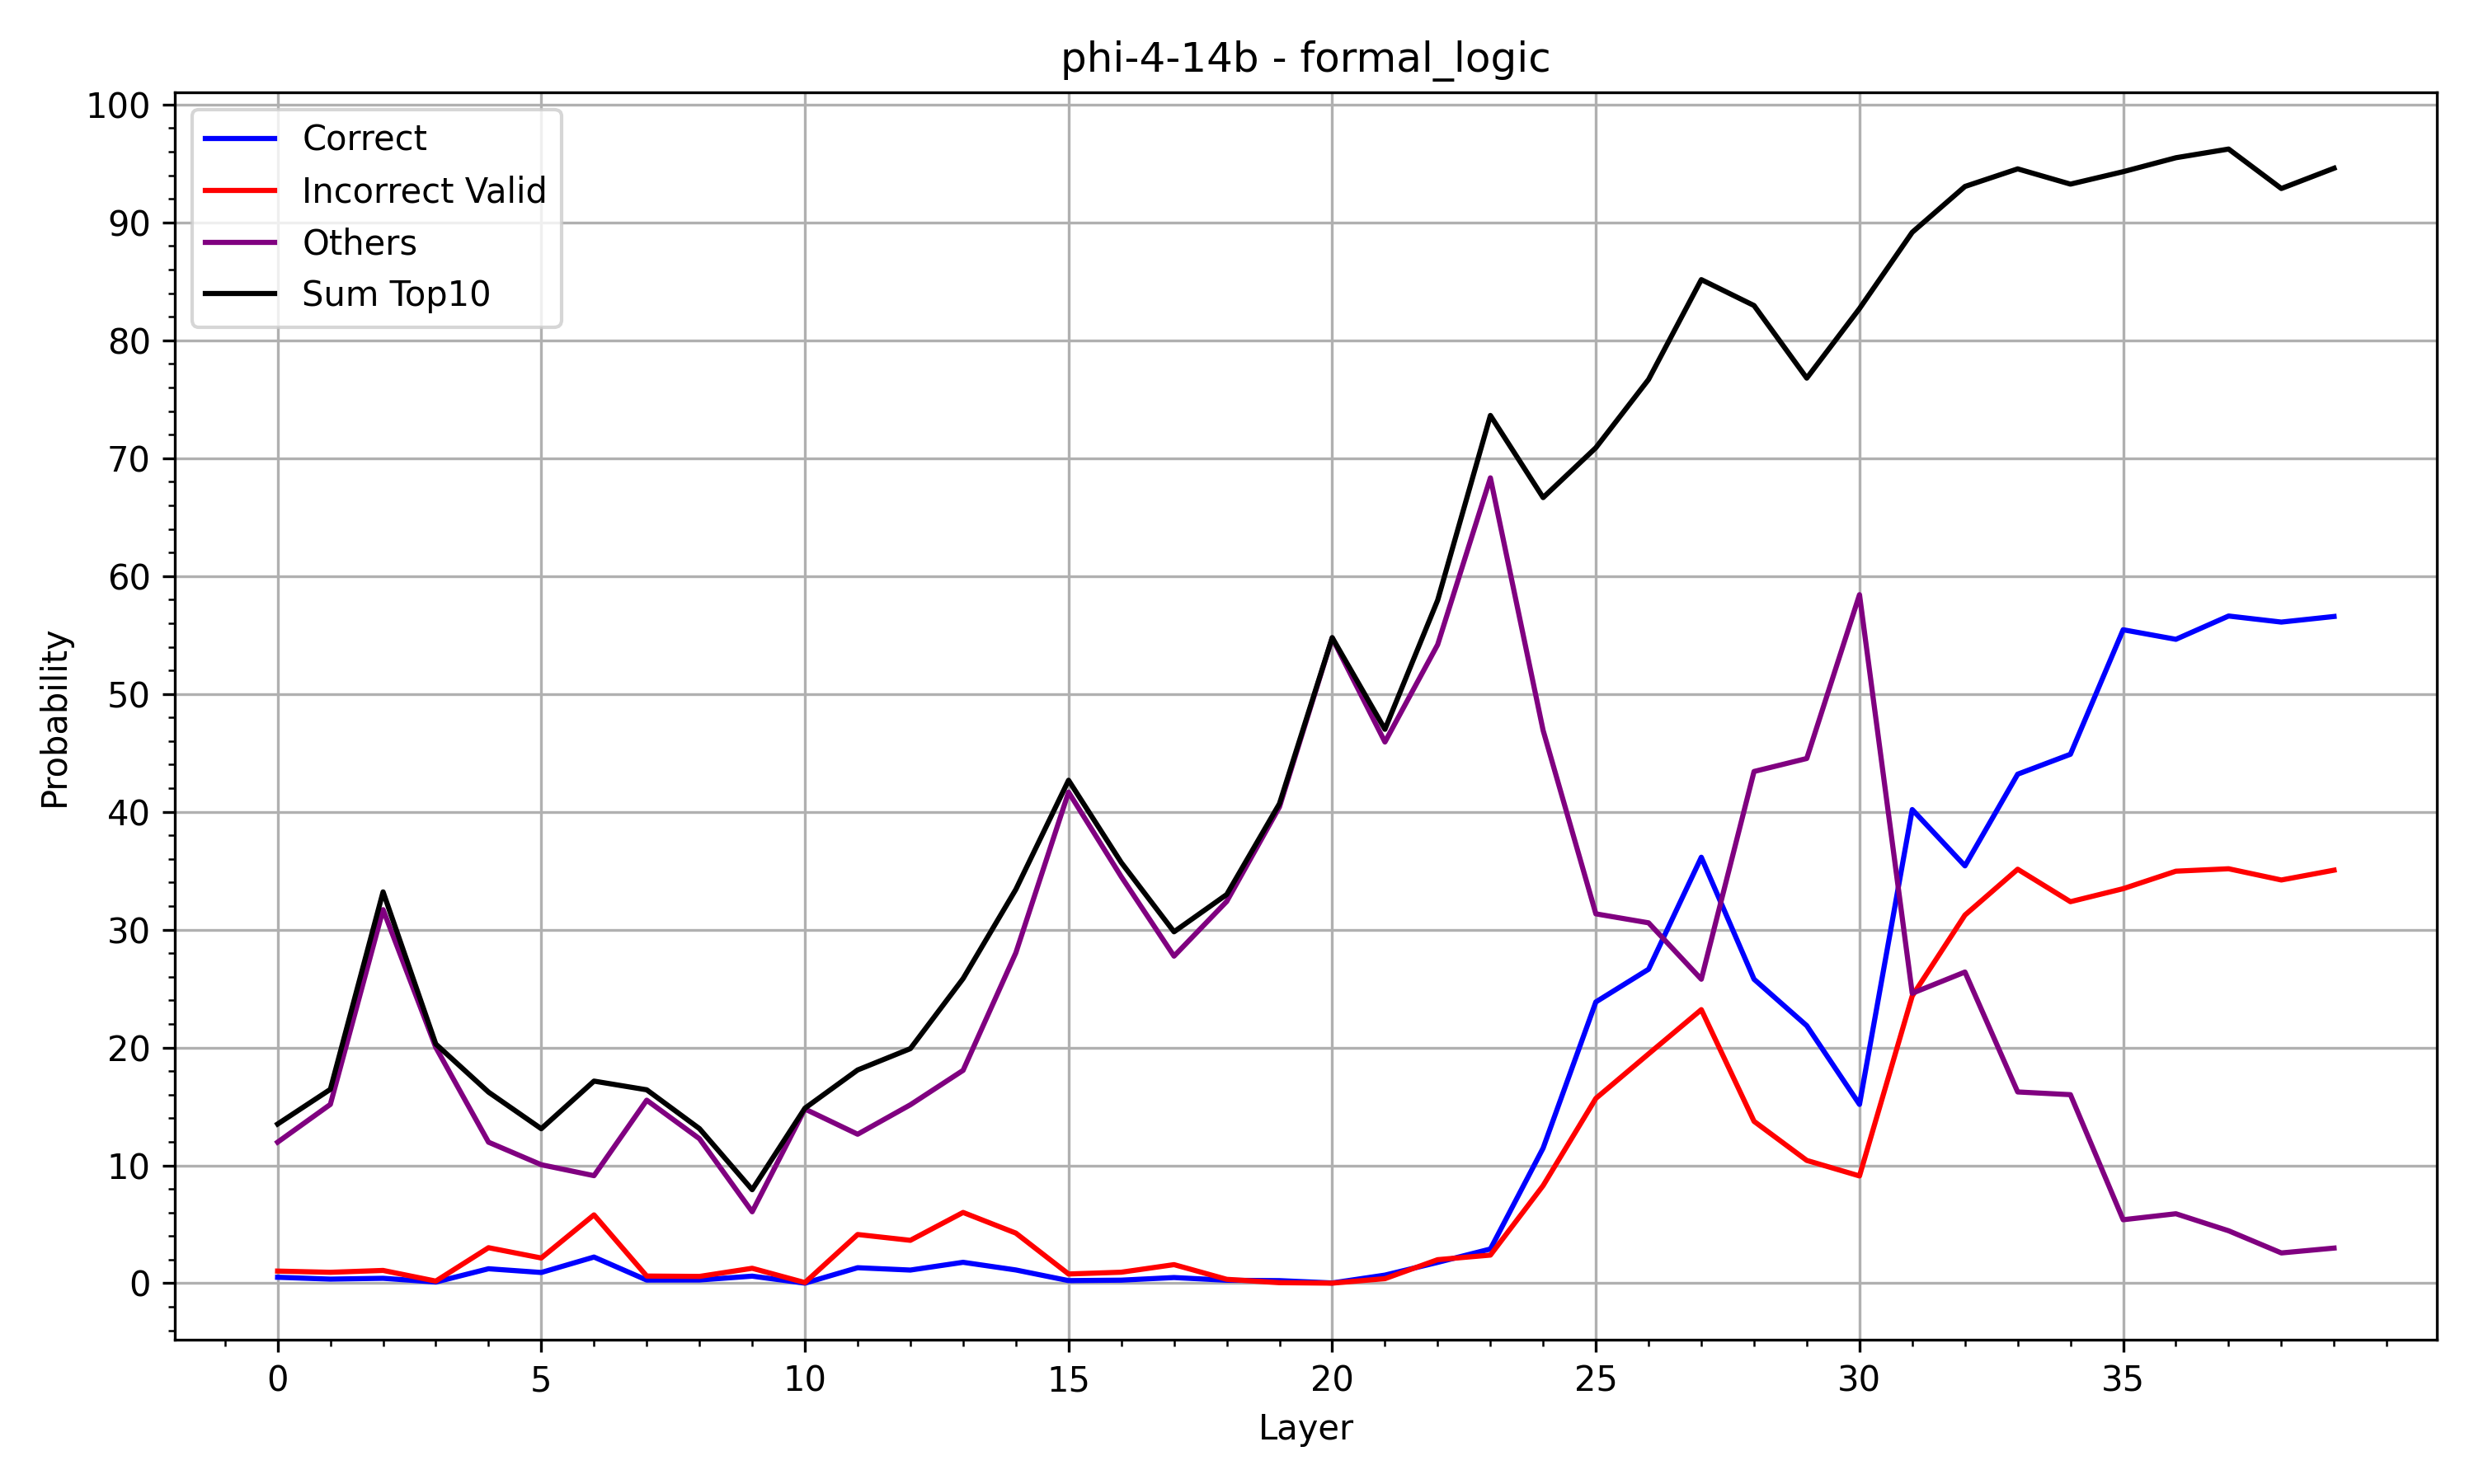 phi-4-14b - formal_logic
Correct
Incorrect Valid
Others
Sum Top10
100
90
80
70
60
50
40
30
20
10
0
Probability
0 5 10 15 20 25 30 35
Layer